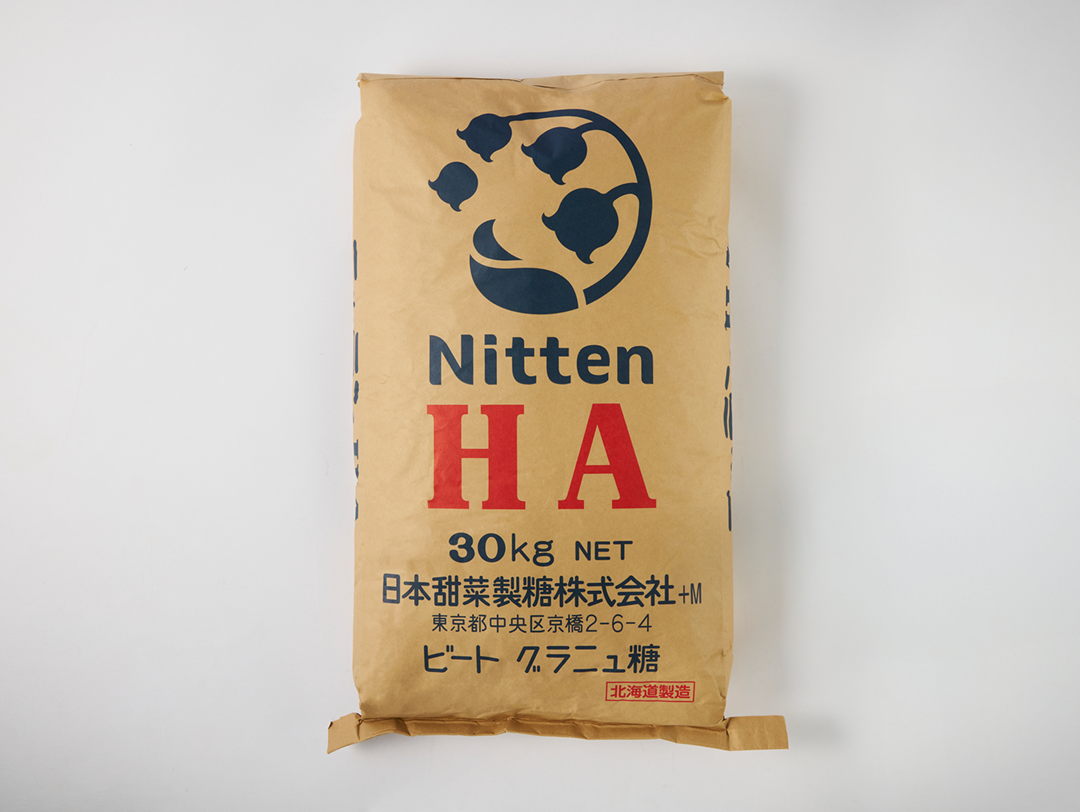 Nitten
HA
30kg NET
日本甜菜製糖株式会社+M
東京都中央区京橋2-6-4
ビート グラニュ糖
北海道製造